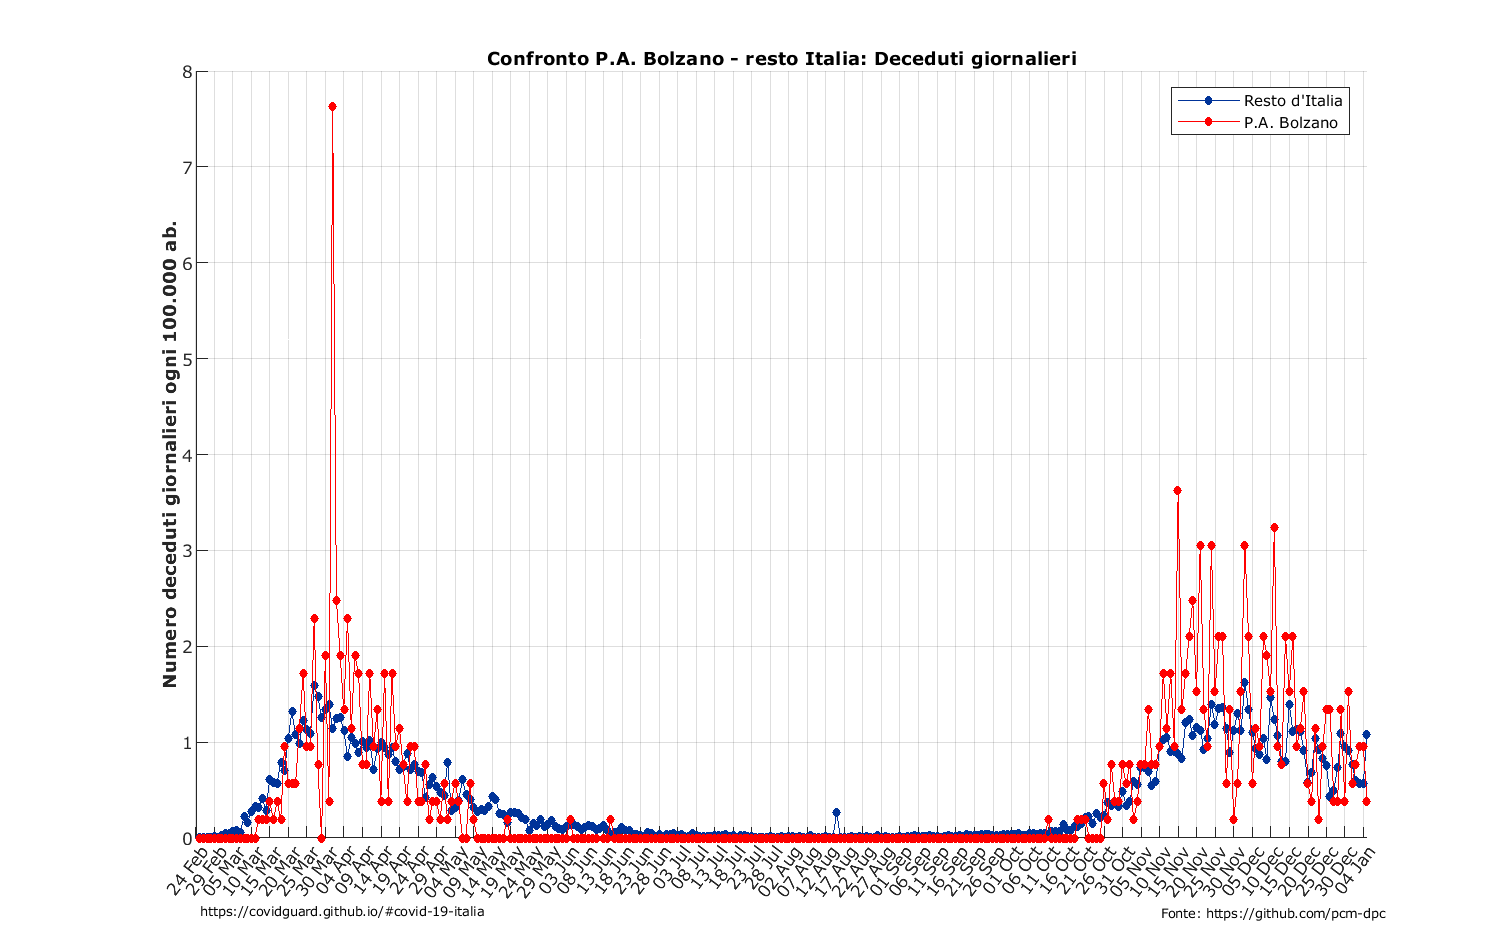 Confronto P.A. Bolzano - resto Italia: Deceduti giornalieri
Resto d'Italia
P.A. Bolzano
Numero deceduti giornalieri ogni 100.000 ab.
8
7
6
5
4
3
2
1
0
24 Feb
29 Feb
05 Mar
10 Mar
15 Mar
20 Mar
25 Mar
30 Mar
04 Apr
09 Apr
14 Apr
19 Apr
24 Apr
29 Apr
04 May
09 May
14 May
19 May
24 May
29 May
03 Jun
08 Jun
13 Jun
18 Jun
23 Jun
28 Jun
03 Jul
08 Jul
13 Jul
18 Jul
23 Jul
28 Jul
02 Aug
07 Aug
12 Aug
17 Aug
22 Aug
27 Aug
01 Sep
06 Sep
11 Sep
16 Sep
21 Sep
26 Sep
01 Oct
06 Oct
11 Oct
16 Oct
21 Oct
26 Oct
31 Oct
05 Nov
10 Nov
15 Nov
20 Nov
25 Nov
30 Nov
05 Dec
10 Dec
15 Dec
20 Dec
25 Dec
30 Dec
04 Jan
https://covidguard.github.io/#covid-19-italia
Fonte: https://github.com/pcm-dpc